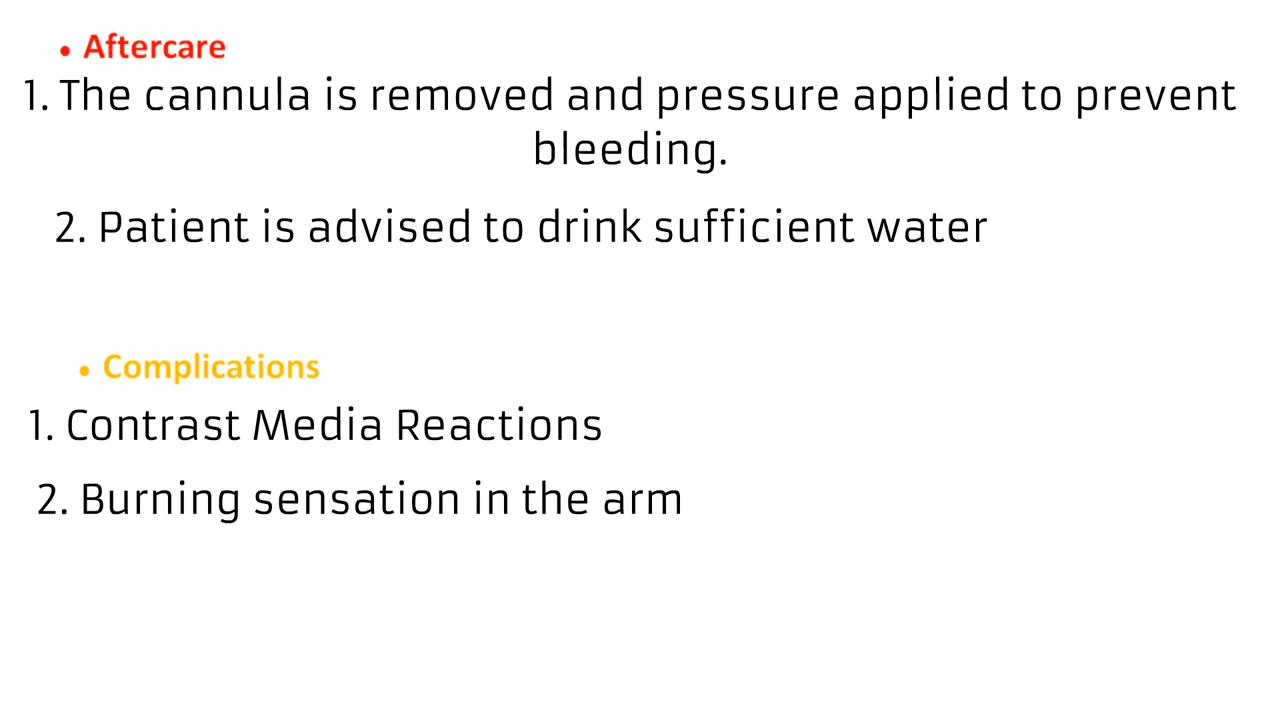 • Aftercare
1. The cannula is removed and pressure applied to prevent
bleeding.
2. Patient is advised to drink sufficient water
• Complications
1. Contrast Media Reactions
2. Burning sensation in the arm